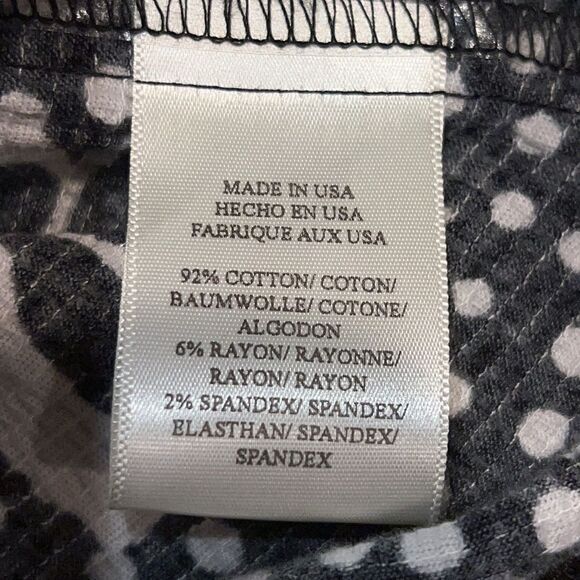 MADE IN USA
HECHO EN USA
FABRIQUE AUX USA
92% COTTON/ COTON/
BAUMWOLLE/ COTONE/
ALGODON
6% RAYON/ RAYONNE/
RAYON/ RAYON
2% SPANDEX/ SPANDEX/
ELASTHAN/ SPANDEX/
SPANDEX